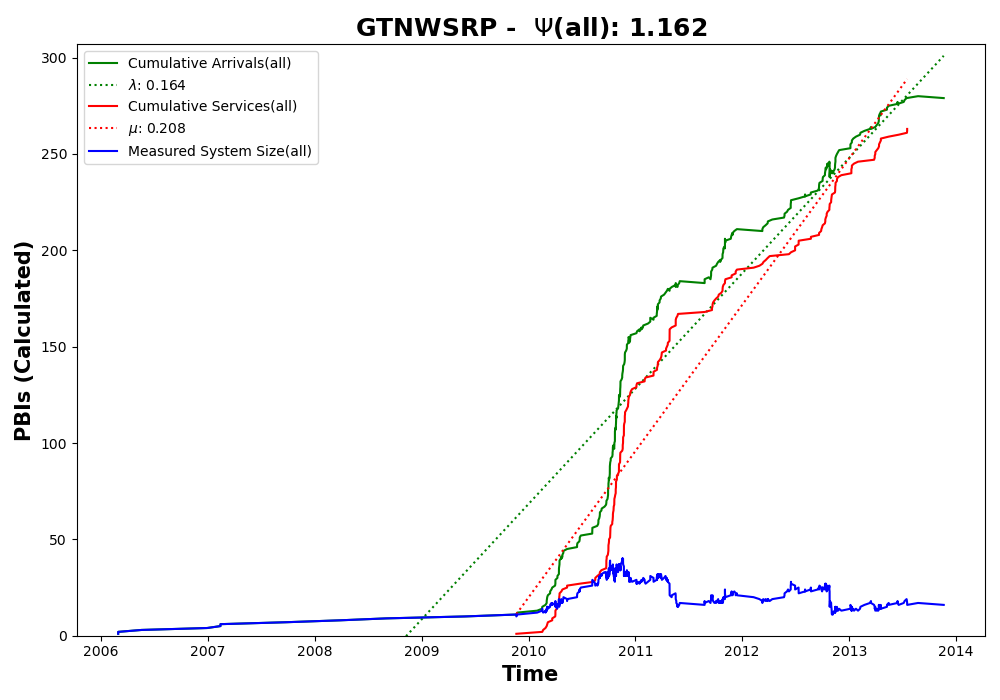 GTNWSRP - Ψ(all): 1.162
Cumulative Arrivals(all)
λ: 0.164
Cumulative Services(all)
μ: 0.208
Measured System Size(all)
PBIs (Calculated)
300
250
200
150
100
50
0
2006 2007 2008 2009 2010 2011 2012 2013 2014
Time